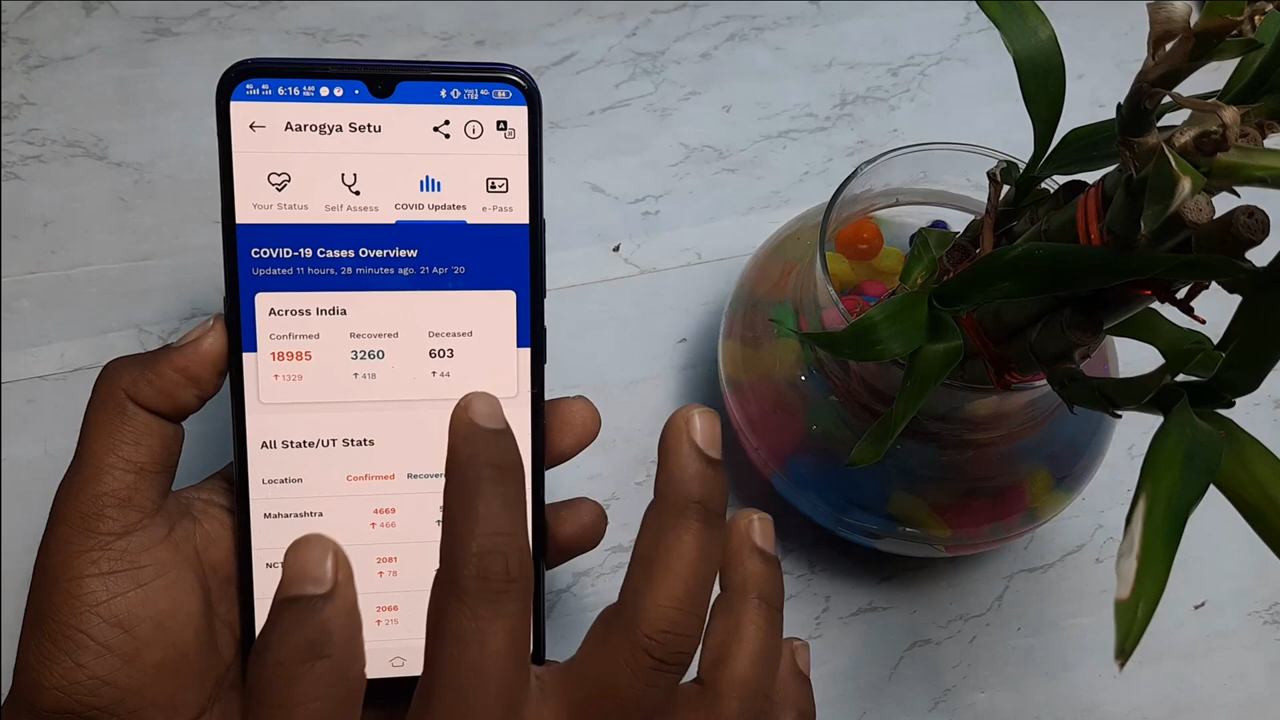 6:16
Aarogya Setu
Your Status Self Assess COVID Updates e-Pass
COVID-19 Cases Overview
Updated 11 hours, 28 minutes ago. 21 Apr '20
Across India
Confirmed Recovered Deceased
18985 3260 603
↑1329 ↑418 ↑44
All State/UT Stats
Location Confirmed
Maharashtra 4669
↑466
2081
↑78
2066
↑215